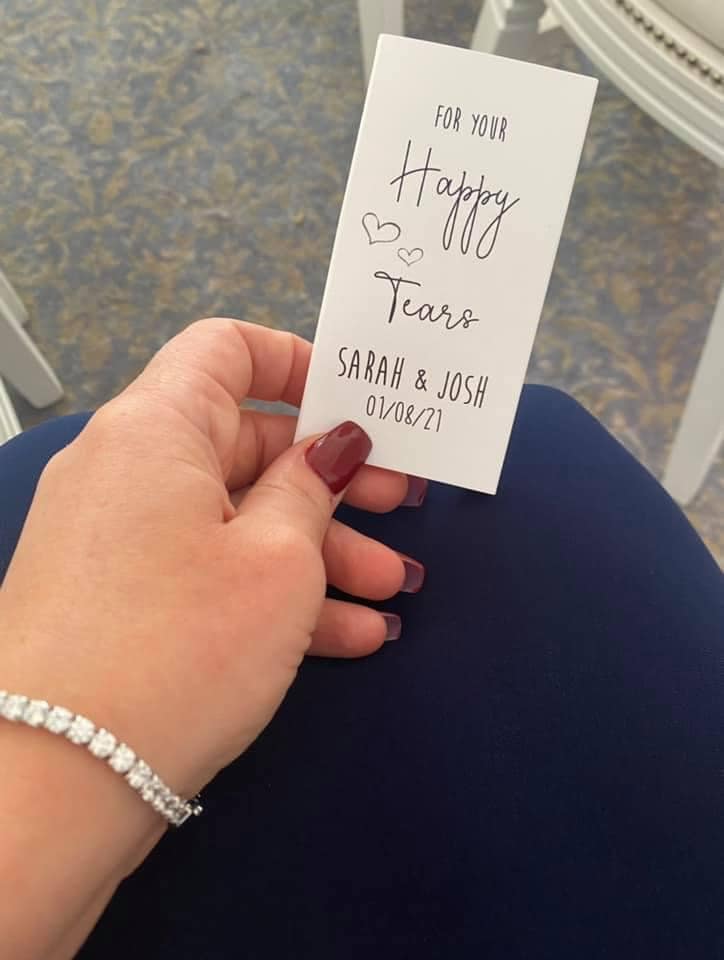 FOR YOUR
Happy
Tears
SARAH & JOSH
01/08/21